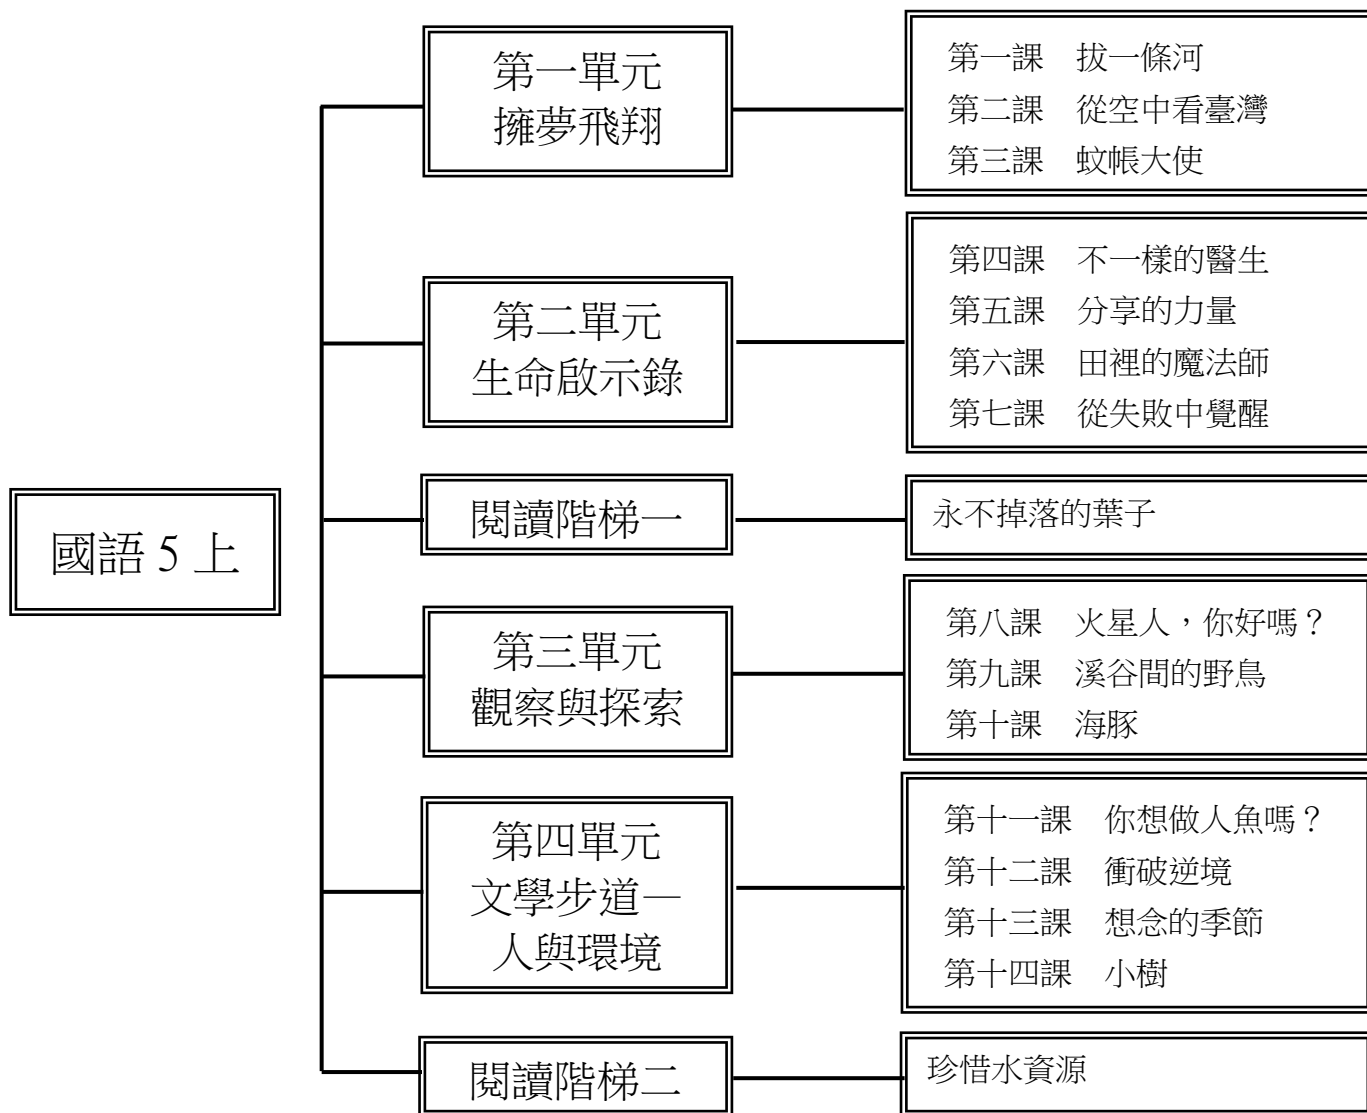 國語 5 上
第一單元
擁夢飛翔
第一課　拔一條河
第二課　從空中看臺灣
第三課　蚊帳大使
第二單元
生命啟示錄
第四課　不一樣的醫生
第五課　分享的力量
第六課　田裡的魔法師
第七課　從失敗中覺醒
閱讀階梯一
永不掉落的葉子
第三單元
觀察與探索
第八課　火星人，你好嗎？
第九課　溪谷間的野鳥
第十課　海豚
第四單元
文學步道—
人與環境
第十一課　你想做人魚嗎？
第十二課　衝破逆境
第十三課　想念的季節
第十四課　小樹
閱讀階梯二
珍惜水資源